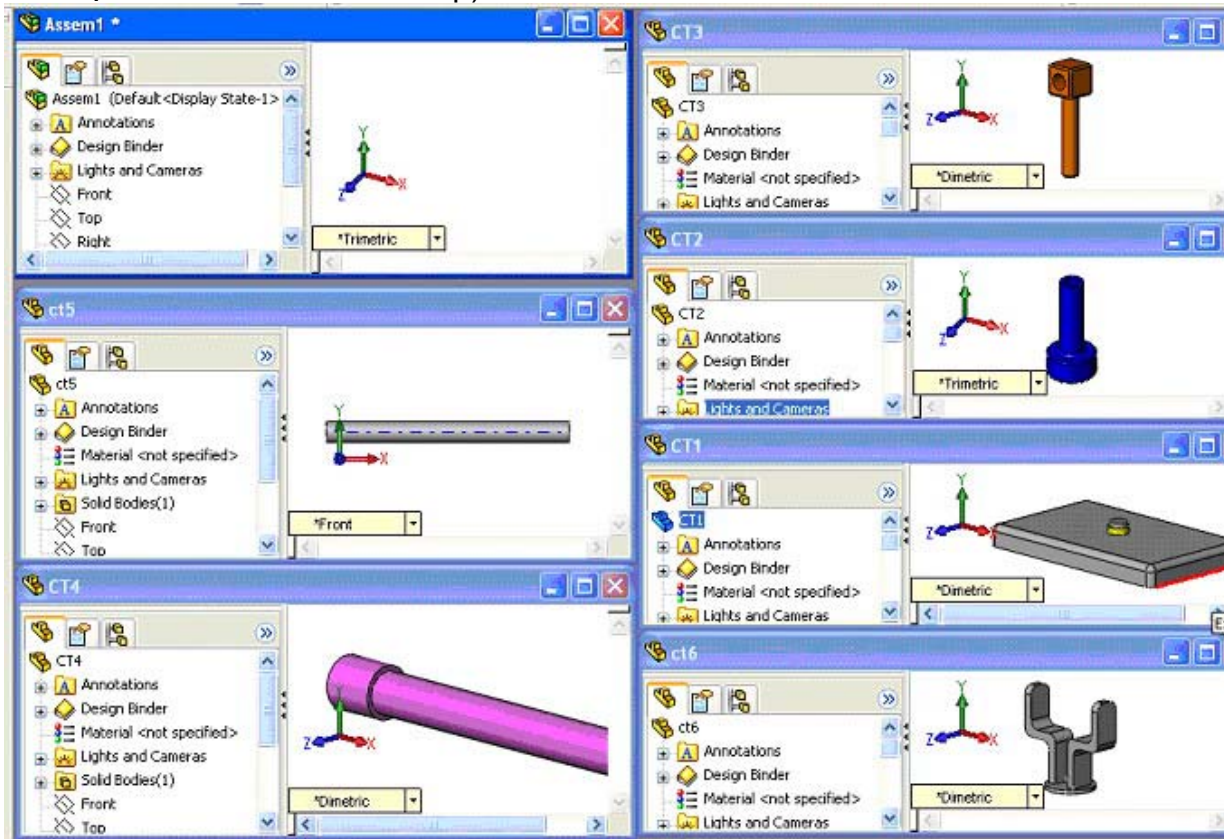 Assem1 *
Assem1 (Default<Display State-1>
Annotations
Design Binder
Lights and Cameras
Front
Top
Right
Y
X
Z
*Trimetric
ct5
ct5
Annotations
Design Binder
Material <not specified>
Lights and Cameras
Solid Bodies(1)
Front
Top
Y
X
*Front
CT4
CT4
Annotations
Design Binder
Material <not specified>
Lights and Cameras
Solid Bodies(1)
Front
Top
Y
Z
X
*Dimetric
CT3
CT3
Annotations
Design Binder
Material <not specified>
Lights and Cameras
Y
Z
X
*Dimetric
CT2
CT2
Annotations
Design Binder
Material <not specified>
Lights and Cameras
Y
Z
X
*Trimetric
CT1
CT1
Annotations
Design Binder
Material <not specified>
Lights and Cameras
Y
Z
X
*Dimetric
ct6
ct6
Annotations
Design Binder
Material <not specified>
Lights and Cameras
Y
Z
X
*Dimetric